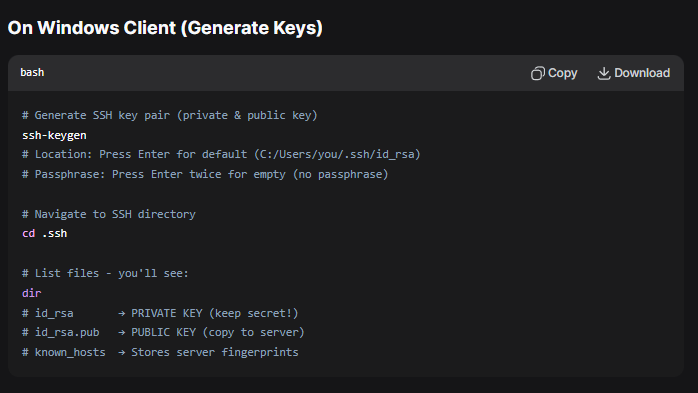 On Windows Client (Generate Keys)
bash
Copy
Download
# Generate SSH key pair (private & public key)
ssh-keygen
# Location: Press Enter for default (C:/Users/you/.ssh/id_rsa)
# Passphrase: Press Enter twice for empty (no passphrase)
# Navigate to SSH directory
cd .ssh
# List files - you'll see:
dir
# id_rsa       → PRIVATE KEY (keep secret!)
# id_rsa.pub   → PUBLIC KEY (copy to server)
# known_hosts  → Stores server fingerprints